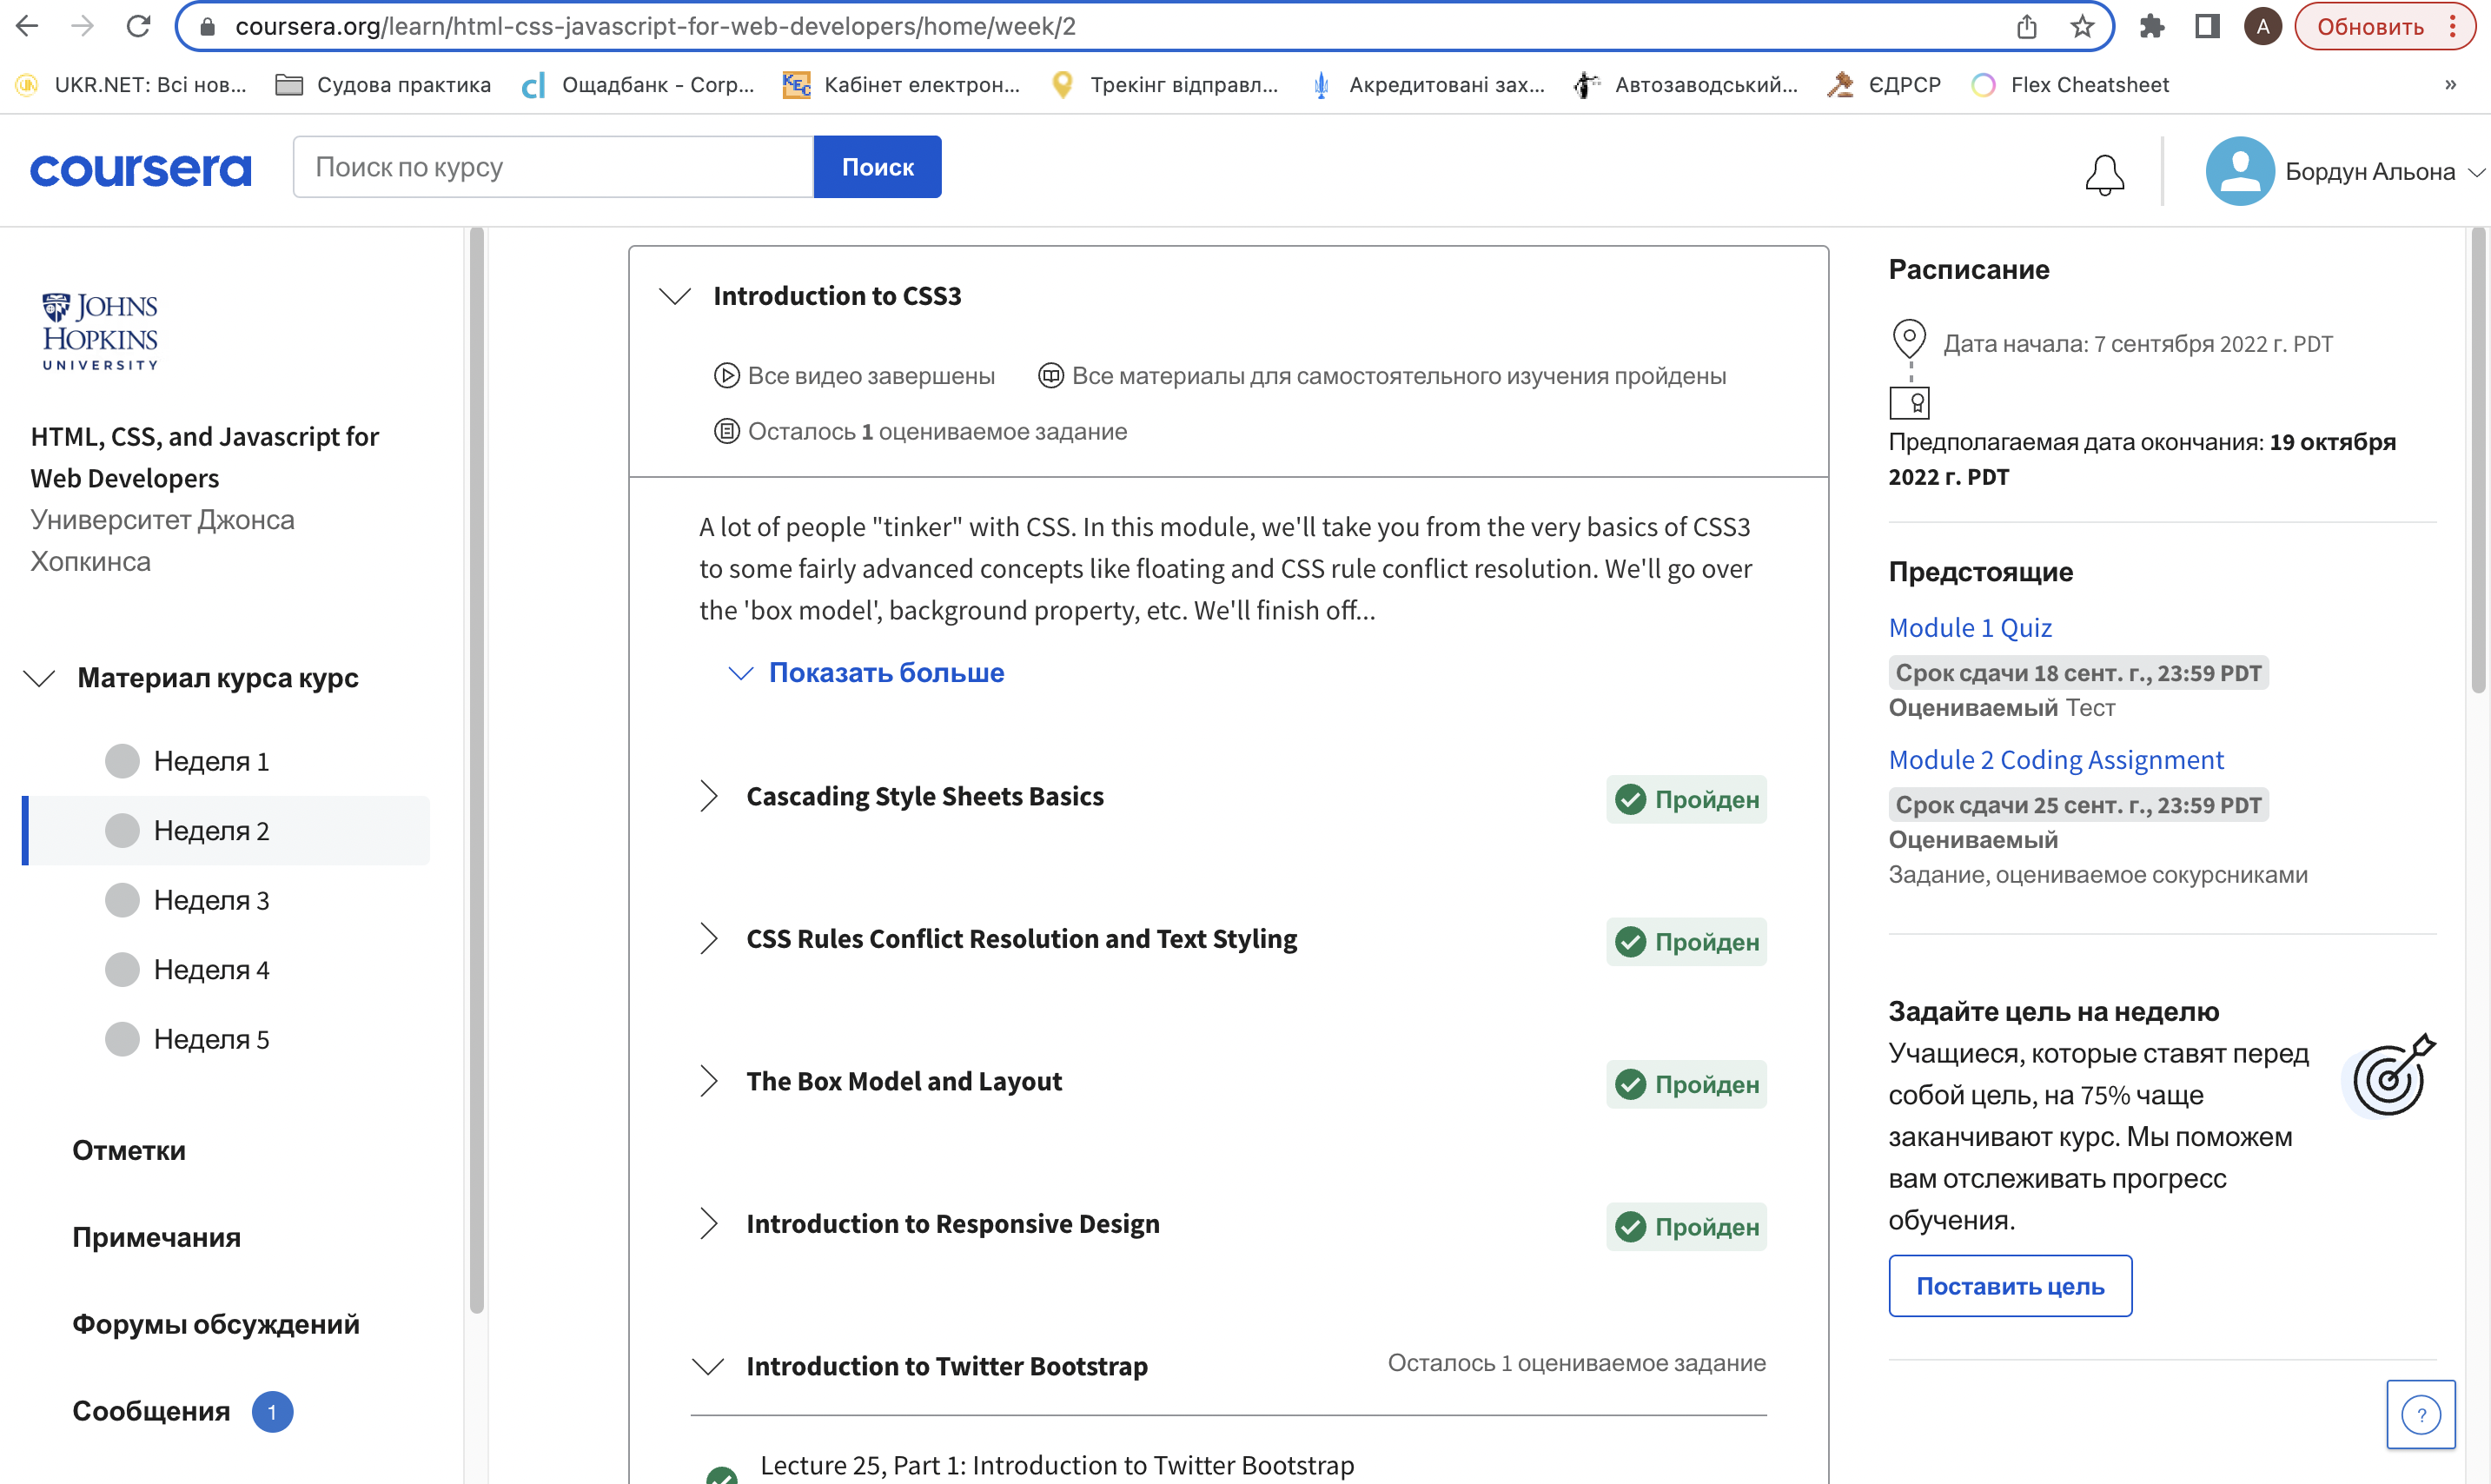 coursera.org/learn/html-css-javascript-for-web-developers/home/week/2
A
Обновить
UKR.NET: Всі нов...
Судова практика
Ощадбанк - Corp...
Кабінет електрон...
Трекінг відправл...
Акредитовані зах...
Автозаводський...
ЄДРСР
Flex Cheatsheet
»
coursera
Поиск по курсу
Поиск
Бордун Альона
JOHNS
HOPKINS
UNIVERSITY
HTML, CSS, and Javascript for
Web Developers
Университет Джонса
Хопкинса
Материал курса курс
Неделя 1
Неделя 2
Неделя 3
Неделя 4
Неделя 5
Отметки
Примечания
Форумы обсуждений
Сообщения 1
Introduction to CSS3
Все видео завершены
Все материалы для самостоятельного изучения пройдены
Осталось 1 оцениваемое задание
A lot of people "tinker" with CSS. In this module, we'll take you from the very basics of CSS3
to some fairly advanced concepts like floating and CSS rule conflict resolution. We'll go over
the 'box model', background property, etc. We'll finish off...
Показать больше
Cascading Style Sheets Basics
Пройден
CSS Rules Conflict Resolution and Text Styling
Пройден
The Box Model and Layout
Пройден
Introduction to Responsive Design
Пройден
Introduction to Twitter Bootstrap
Осталось 1 оцениваемое задание
Lecture 25, Part 1: Introduction to Twitter Bootstrap
Расписание
Дата начала: 7 сентября 2022 г. PDT
Предполагаемая дата окончания: 19 октября
2022 г. PDT
Предстоящие
Module 1 Quiz
Срок сдачи 18 сент. г., 23:59 PDT
Оцениваемый Тест
Module 2 Coding Assignment
Срок сдачи 25 сент. г., 23:59 PDT
Оцениваемый
Задание, оцениваемое сокурсниками
Задайте цель на неделю
Учащиеся, которые ставят перед
собой цель, на 75% чаще
заканчивают курс. Мы поможем
вам отслеживать прогресс
обучения.
Поставить цель
?